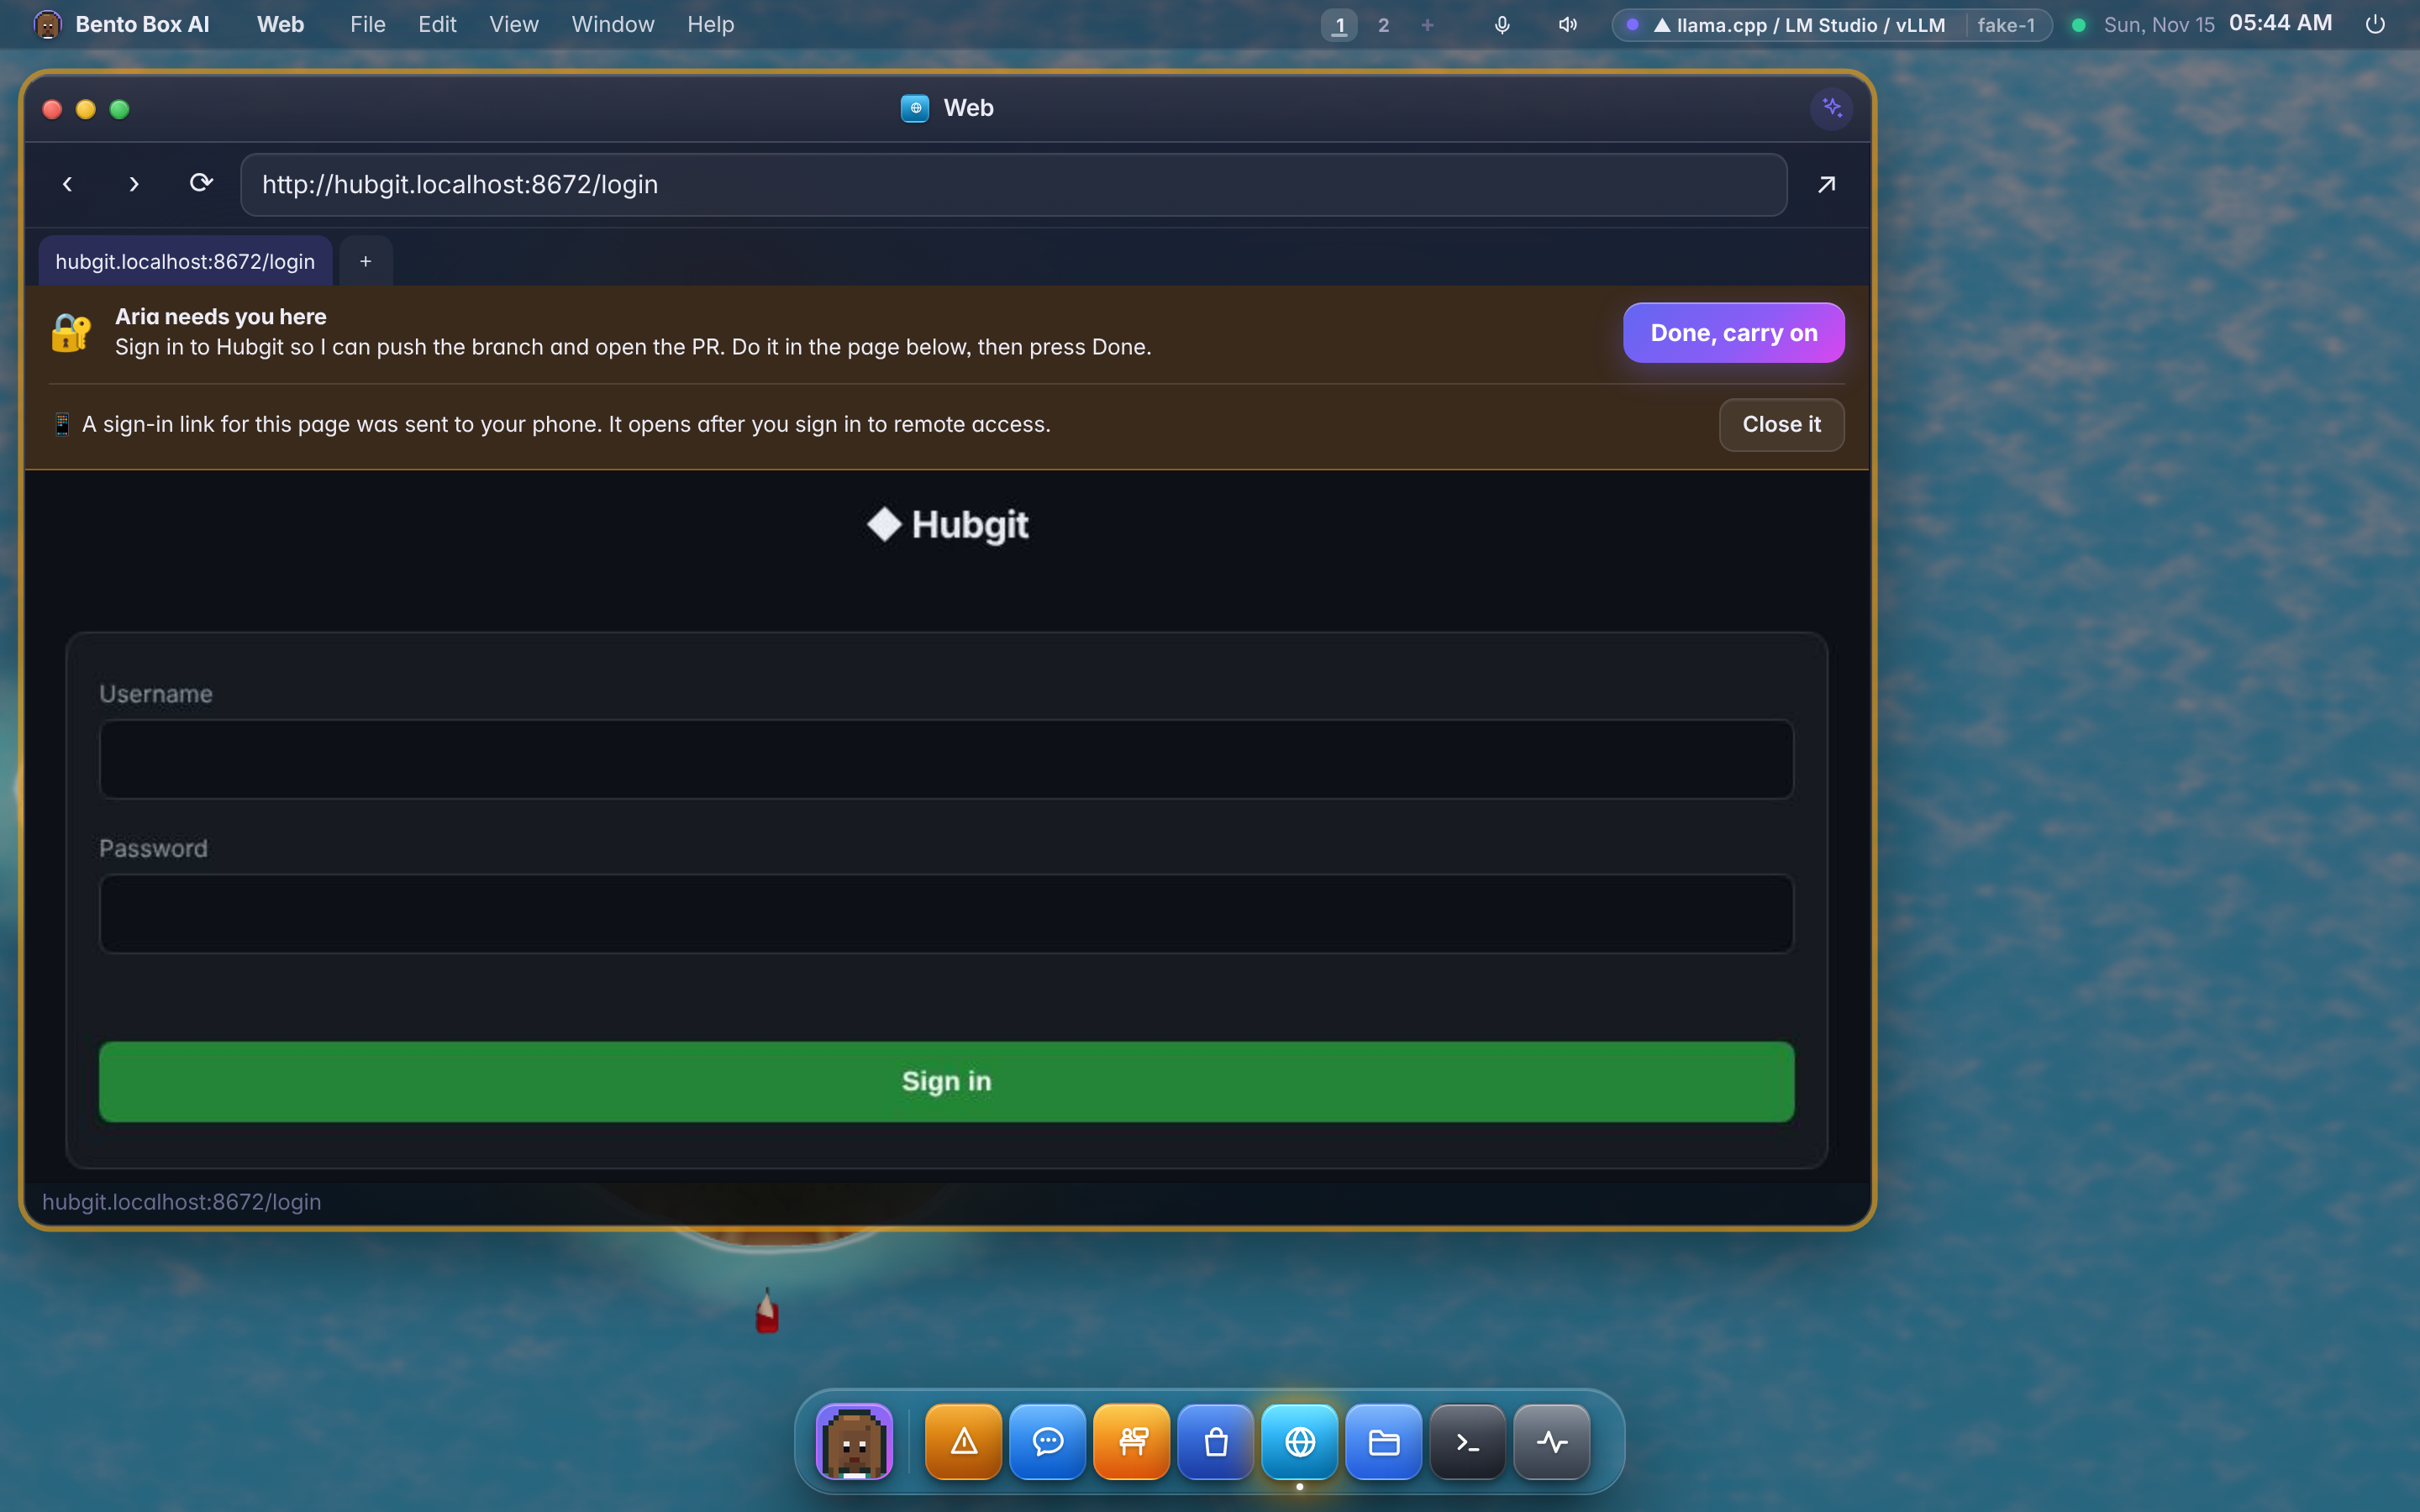 Bento Box AI Web File Edit View Window Help 1 2 + ▲ llama.cpp / LM Studio / vLLM fake-1 Sun, Nov 15 05:44 AM
Web
http://hubgit.localhost:8672/login
hubgit.localhost:8672/login +
Aria needs you here
Sign in to Hubgit so I can push the branch and open the PR. Do it in the page below, then press Done.
Done, carry on
A sign-in link for this page was sent to your phone. It opens after you sign in to remote access.
Close it
Hubgit
Username
Password
Sign in
hubgit.localhost:8672/login